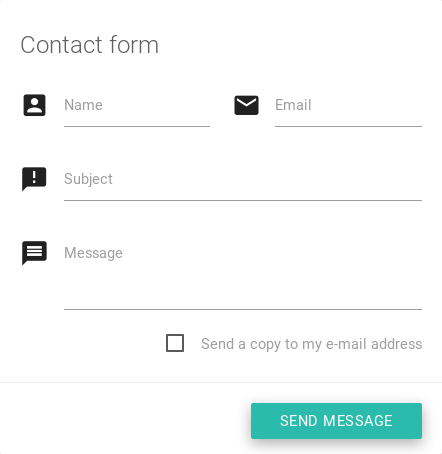 Contact form
Name
Email
Subject
Message
Send a copy to my e-mail address
SEND MESSAGE